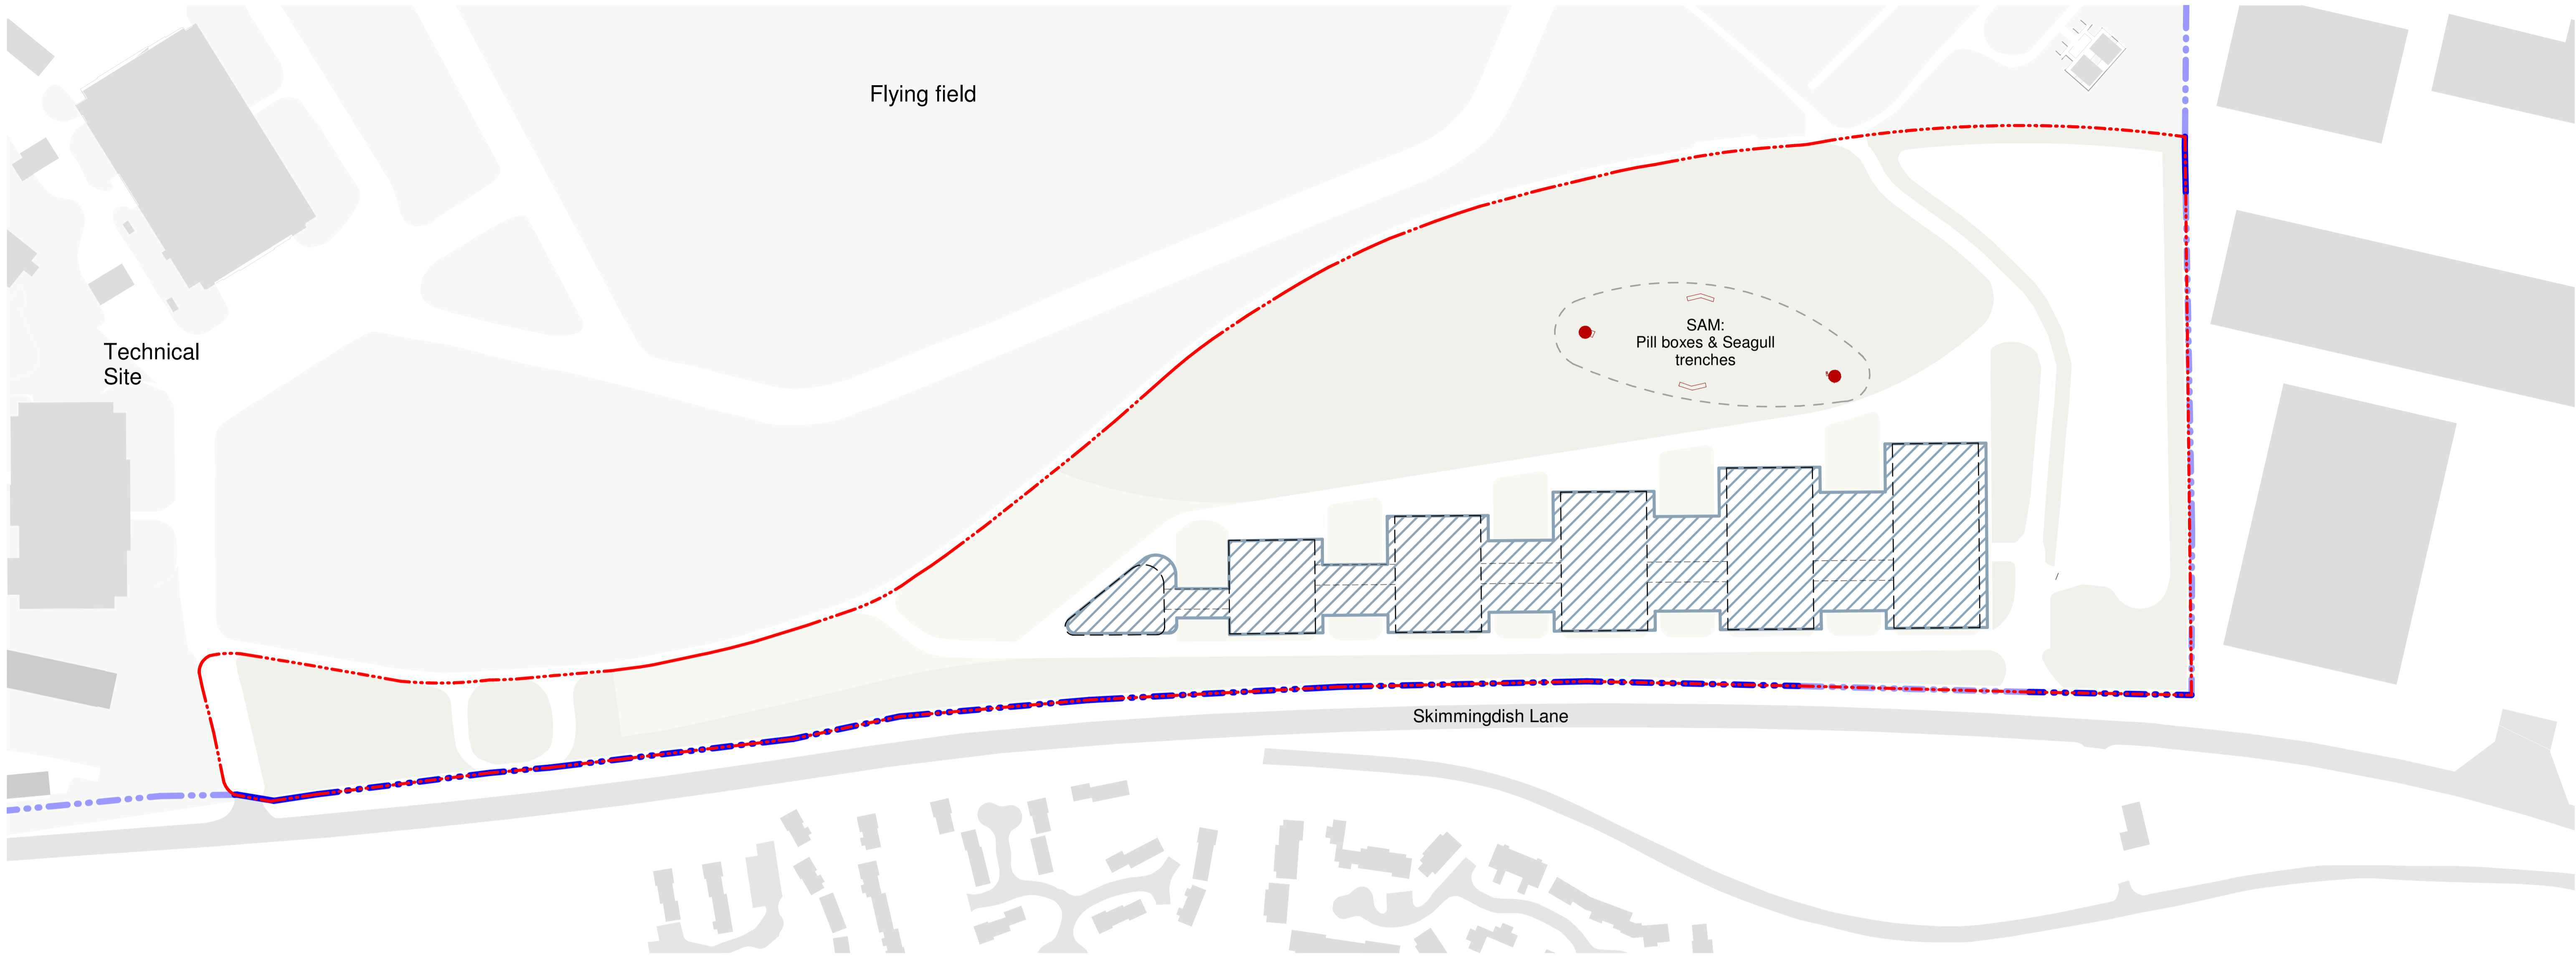 Flying field
SAM:
Pill boxes & Seagull
trenches
Technical
Site
Skimmingdish Lane